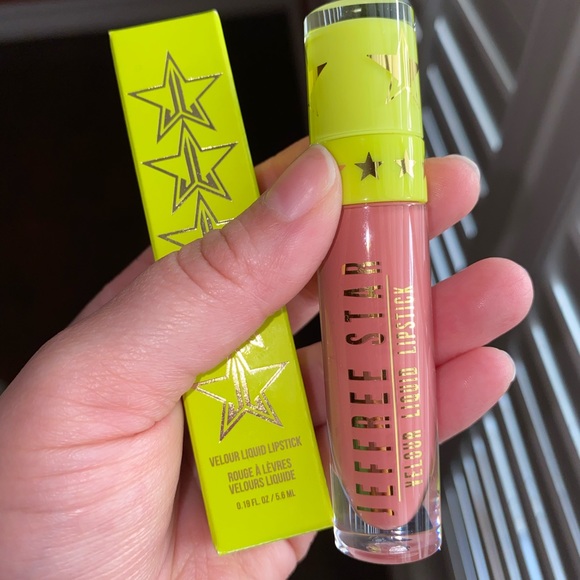 VELOUR LIQUID LIPSTICK
ROUGE À LÈVRES
VELOURS LIQUIDE
0.19 FL. OZ / 5.6 ML
JEFFREE STAR
VELOUR LIQUID LIPSTICK